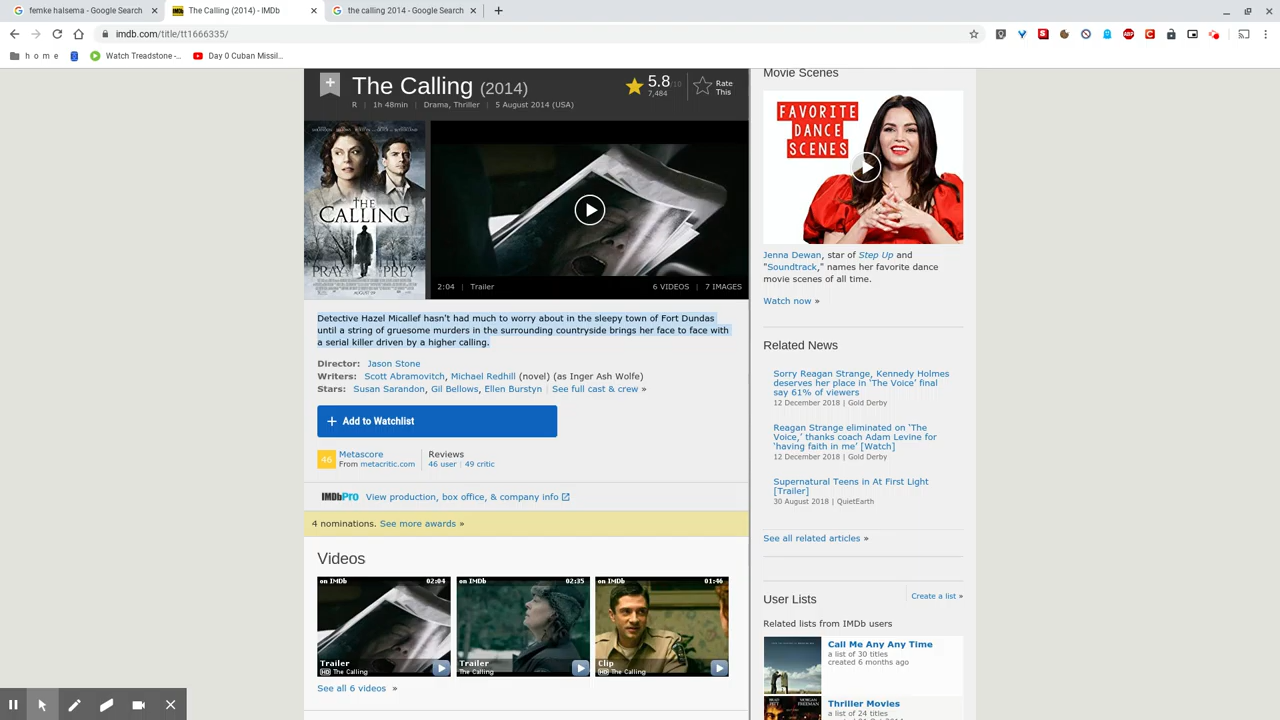 femke halsema - Google Search
The Calling (2014) - IMDb
the calling 2014 - Google Search
imdb.com/title/tt1666335/
h o m e
Watch Treadstone -...
Day 0 Cuban Missil...
The Calling (2014)
R | 1h 48min | Drama, Thriller | 5 August 2014 (USA)
5.8/10
7,484
Rate
This
THE
CALLING
PRAY PREY
2:04 | Trailer
6 VIDEOS | 7 IMAGES
Detective Hazel Micallef hasn't had much to worry about in the sleepy town of Fort Dundas
until a string of gruesome murders in the surrounding countryside brings her face to face with
a serial killer driven by a higher calling.
Director: Jason Stone
Writers: Scott Abramovitch, Michael Redhill (novel) (as Inger Ash Wolfe)
Stars: Susan Sarandon, Gil Bellows, Ellen Burstyn | See full cast & crew »
+ Add to Watchlist
46
Metascore
From metacritic.com
Reviews
46 user | 49 critic
IMDbPro View production, box office, & company info
4 nominations. See more awards »
Videos
on IMDb 02:04
Trailer
HD The Calling
on IMDb 02:35
Trailer
The Calling
on IMDb 01:46
Clip
HD The Calling
See all 6 videos »
Movie Scenes
FAVORITE
DANCE
SCENES
Jenna Dewan, star of Step Up and
"Soundtrack," names her favorite dance
movie scenes of all time.
Watch now »
Related News
Sorry Reagan Strange, Kennedy Holmes
deserves her place in ‘The Voice’ final
say 61% of viewers
12 December 2018 | Gold Derby
Reagan Strange eliminated on ‘The
Voice,’ thanks coach Adam Levine for
‘having faith in me’ [Watch]
12 December 2018 | Gold Derby
Supernatural Teens in At First Light
[Trailer]
30 August 2018 | QuietEarth
See all related articles »
User Lists
Create a list »
Related lists from IMDb users
Call Me Any Any Time
a list of 30 titles
created 6 months ago
Thriller Movies
a list of 24 titles